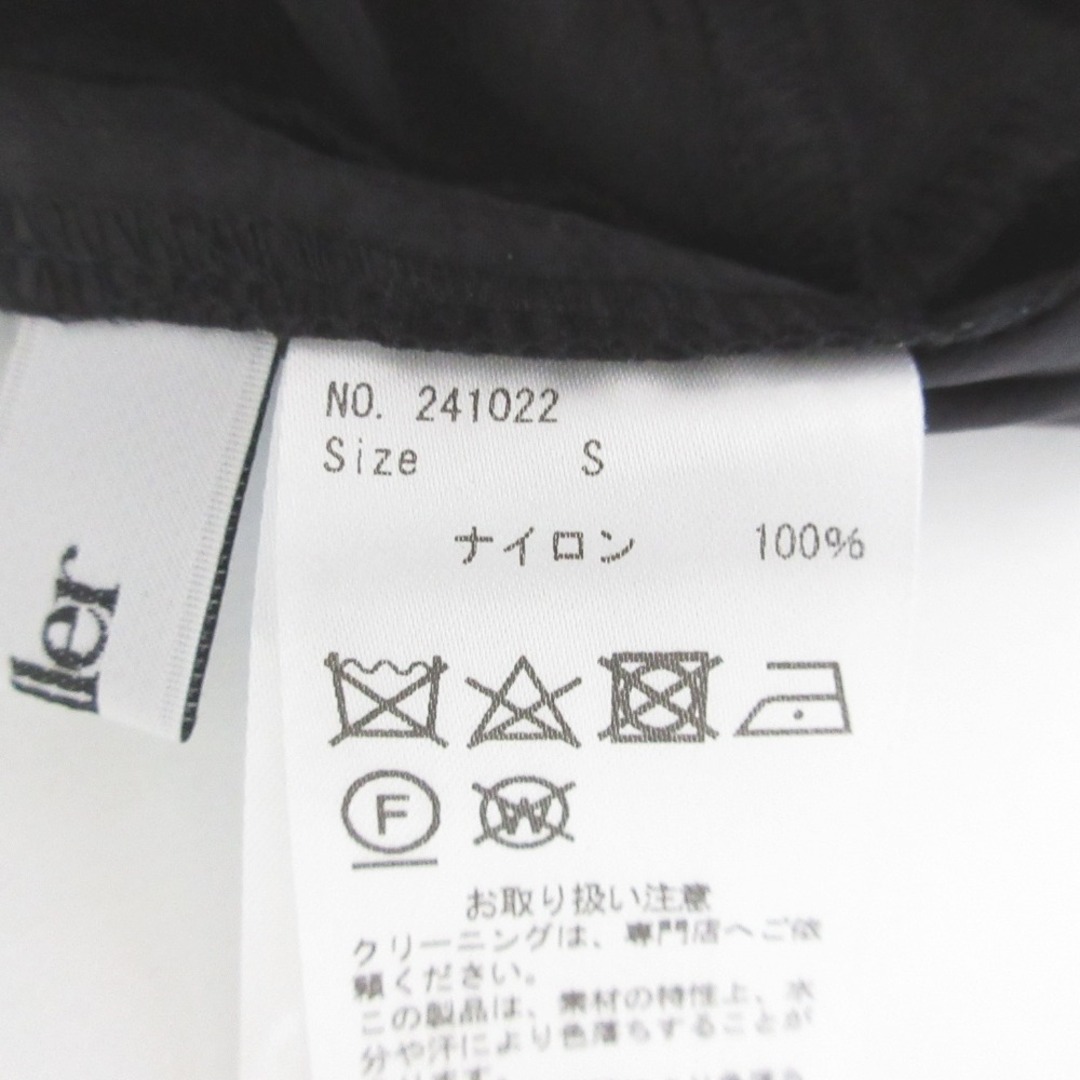 NO. 241022
Size S
ナイロン 100%
F
W
お取り扱い注意
クリーニングは、専門店へご依
頼ください。
この製品は、素材の特性上、水
分や汗により色落ちすることが
ller